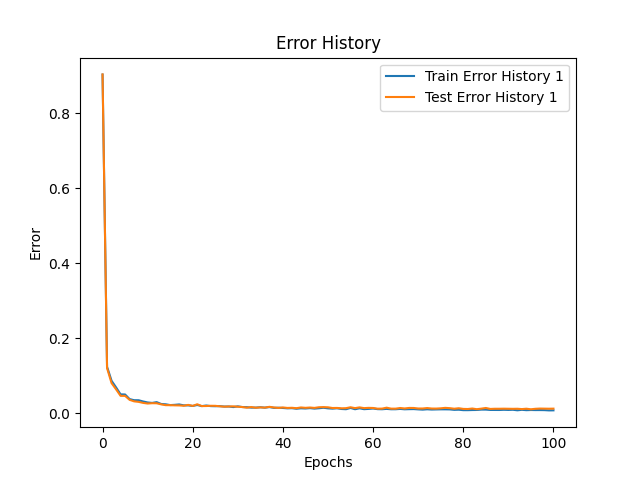 Error History
Train Error History 1
Test Error History 1
0.8
0.6
0.4
0.2
0.0
Error
0 20 40 60 80 100
Epochs